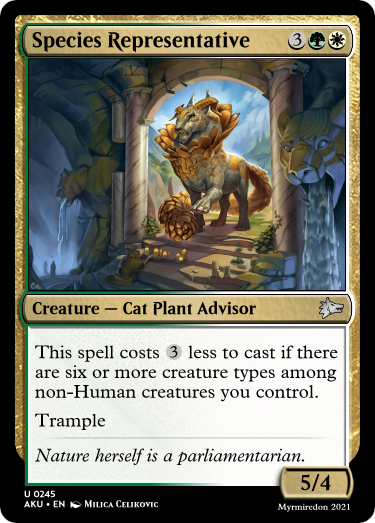 Species Representative 3
Creature — Cat Plant Advisor
This spell costs 3 less to cast if there
are six or more creature types among
non-Human creatures you control.
Trample
Nature herself is a parliamentarian.
5/4
U 0245
AKU • EN Milica Celikovic
Myrmiredon 2021